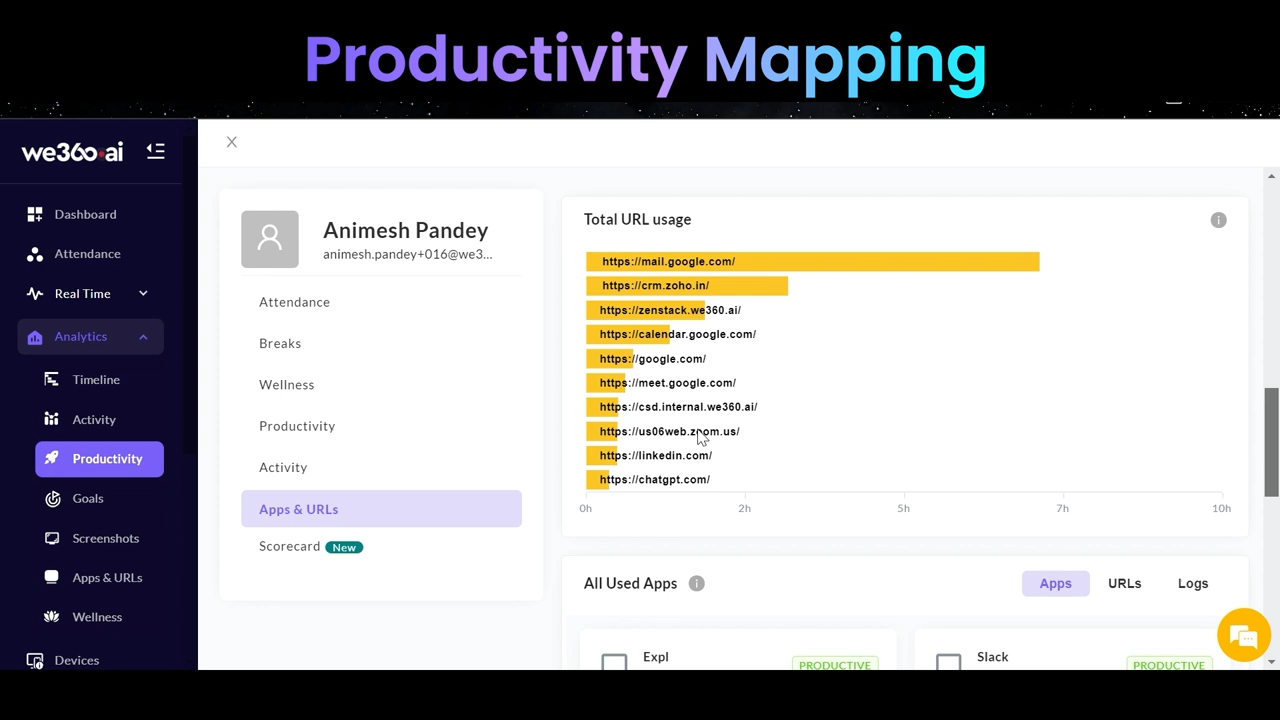 Productivity Mapping
we360.ai
Dashboard
Attendance
Real Time
Analytics
Timeline
Activity
Productivity
Goals
Screenshots
Apps & URLs
Wellness
Devices
Animesh Pandey
animesh.pandey+016@we3...
Attendance
Breaks
Wellness
Productivity
Activity
Apps & URLs
Scorecard New
Total URL usage
https://mail.google.com/
https://crm.zoho.in/
https://zenstack.we360.ai/
https://calendar.google.com/
https://google.com/
https://meet.google.com/
https://csd.internal.we360.ai/
https://us06web.zoom.us/
https://linkedin.com/
https://chatgpt.com/
0h 2h 5h 7h 10h
All Used Apps
Apps URLs Logs
Expl PRODUCTIVE
Slack PRODUCTIVE